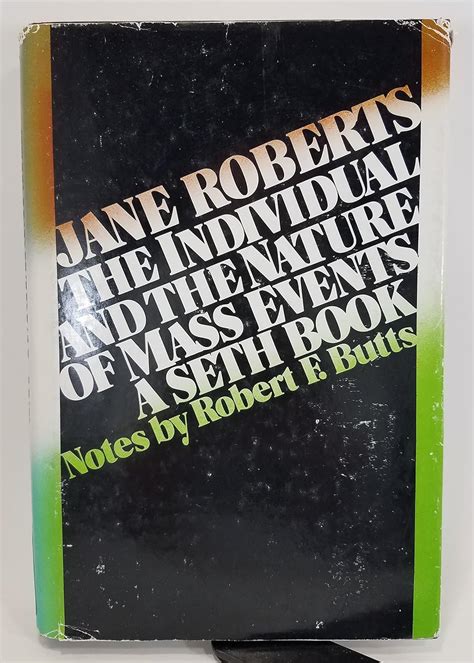 JANE ROBERTS
THE INDIVIDUAL
AND THE NATURE
OF MASS EVENTS
A SETH BOOK
Notes by Robert F. Butts